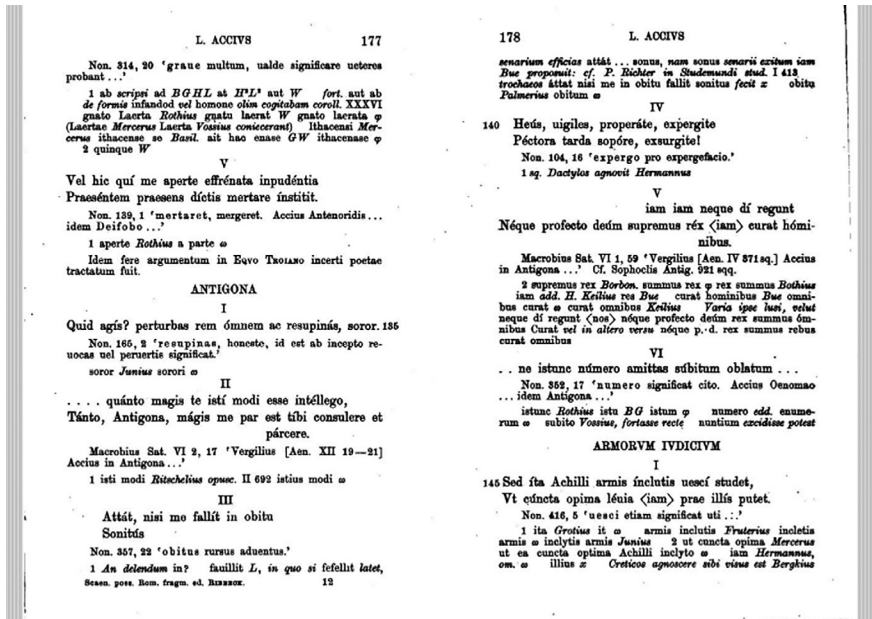 L. ACCIVS 177
Non. 314, 20 'graue multum, ualde significare ueteres
probant ...'
1 ab scripsi ad BGHL at H²L² aut W fort. aut ab
de formis infandod vel homone olim cogitabam coroll. XXXVI
gnato Laerta Rothius gnatu laerat W gnato laerata φ
(Laertae Mercerus Laerta Vossius coniecerant) Ithacensi Mer-
cerus ithacense se Basil. ait hac enase GW ithacenase φ
2 quinque W
V
Vel hic quí me aperte effrénata inpudéntia
Praeséntem praesens díctis mertare ínstitit.
Non. 139, 1 'mertaret, mergeret. Accius Antenoridis ...
idem Deifobo ...'
1 aperte Rothius a parte ω
Idem fere argumentum in EQVO TROIANO incerti poetae
tractatum fuit.
ANTIGONA
I
Quid agís? perturbas rem ómnem ac resupinás, soror. 135
Non. 165, 2 'resupinas, honeste, id est ab incepto re-
uocas uel peruertis significat.'
soror Junius sorori ω
II
. . . . quánto magis te istí modi esse intéllego,
Tánto, Antigona, mágis me par est tíbi consulere et
párcere.
Macrobius Sat. VI 2, 17 'Vergilius [Aen. XII 19—21]
Accius in Antigona ...'
1 isti modi Ritschelius opusc. II 692 istius modi ω
III
Attát, nisi me fallít in obitu
Sonitús
Non. 357, 22 'obitus rursus aduentus.'
1 An delendum in? fauillit L, in quo si fefellit latet,
Scaen. poes. Rom. fragm. ed. RIBBECK. 12
178 L. ACCIVS
senarium efficias attát ... sonus, nam sonus senarii exitum iam
Bue proposuit: cf. P. Richter in Studemundi stud. I 413
trochaeos áttat nisi me in obitu fallit sonitus fecit x obitu
Palmerius obitum ω
IV
140 Heús, uigiles, properáte, expergite
Péctora tarda sopóre, exsurgite!
Non. 104, 16 'expergo pro expergefacio.'
1 sq. Dactylos agnovit Hermannus
V
iam iam neque dí regunt
Néque profecto deúm supremus réx ⟨iam⟩ curat hómi-
nibus.
Macrobius Sat. VI 1, 59 'Vergilius [Aen. IV 371 sq.] Accius
in Antigona ...' Cf. Sophoclis Antig. 921 sqq.
2 supremus rex Borbon. summus rex φ rex summus Bothius
iam add. H. Keilius res Bue curat hominibus Bue omni-
bus curat ω curat omnibus Keilius Varia ipse lusi, velut
neque dí regunt ⟨nos⟩ néque profecto deúm rex summus óm-
nibus Curat vel in altero versu néque p. d. rex summus rebus
curat omnibus
VI
. . ne istunc número amittas súbitum oblatum . . .
Non. 352, 17 'numero significat cito. Accius Oenomao
... idem Antigona ...'
istunc Rothius istu BG istum φ numero edd. enume-
rum ω subito Vossius, fortasse recte nuntium excidisse potest
ARMORVM IVDICIVM
I
145 Sed íta Achilli armis ínclutis uescí studet,
Vt cúncta opima léuia ⟨iam⟩ prae illís putet.
Non. 416, 5 'uesci etiam significat uti ...'
1 ita Grotius it ω armis inclutis Fruterius incletis
armis ω inclytis armis Junius 2 ut cuncta opima Mercerus
ut ea cuncta optima Achilli inclyto ω iam Hermannus,
om. ω illius x Creticos agnoscere sibi visus est Bergkius